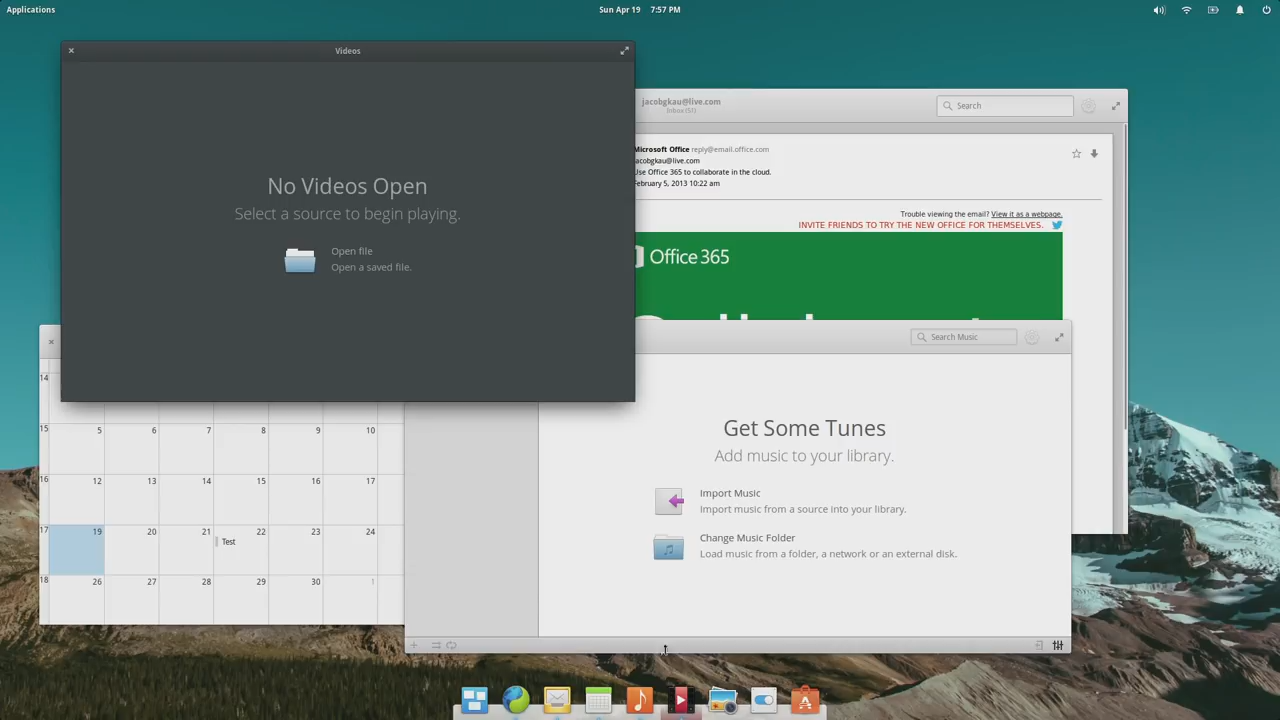 Applications
Sun Apr 19 7:57 PM
Videos
No Videos Open
Select a source to begin playing.
Open file
Open a saved file.
jacobgkau@live.com
Inbox (51)
Search
Microsoft Office reply@email.office.com
jacobgkau@live.com
Use Office 365 to collaborate in the cloud.
February 5, 2013 10:22 am
Trouble viewing the email? View it as a webpage.
INVITE FRIENDS TO TRY THE NEW OFFICE FOR THEMSELVES.
Office 365
Search Music
Get Some Tunes
Add music to your library.
Import Music
Import music from a source into your library.
Change Music Folder
Load music from a folder, a network or an external disk.
14
15 5 6 7 8 9 10
16 12 13 14 15 16 17
17 19 20 21 22 23 24
Test
18 26 27 28 29 30 1